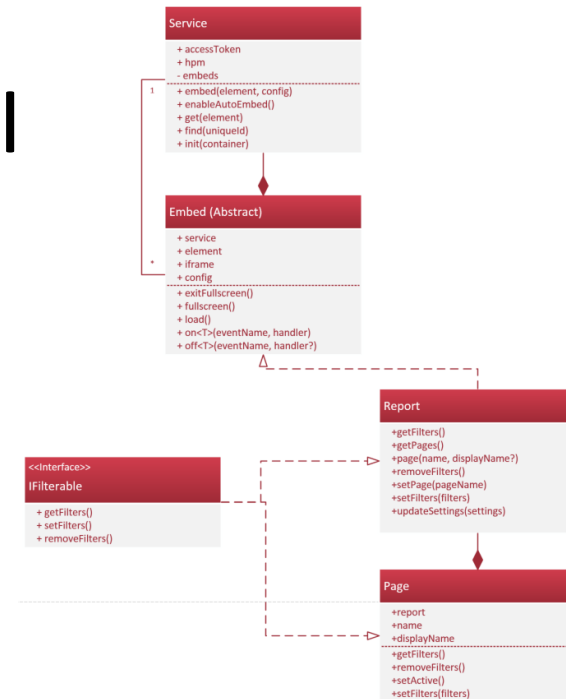 Service
+ accessToken
+ hpm
- embeds
1
+ embed(element, config)
+ enableAutoEmbed()
+ get(element)
+ find(uniqueId)
+ init(container)
Embed (Abstract)
+ service
+ element
+ iframe
*
+ config
+ exitFullscreen()
+ fullscreen()
+ load()
+ on<T>(eventName, handler)
+ off<T>(eventName, handler?)
Report
+getFilters()
+getPages()
+page(name, displayName?)
+removeFilters()
+setPage(pageName)
+setFilters(filters)
+updateSettings(settings)
<<Interface>>
IFilterable
+ getFilters()
+ setFilters()
+ removeFilters()
Page
+report
+name
+displayName
+getFilters()
+removeFilters()
+setActive()
+setFilters(filters)